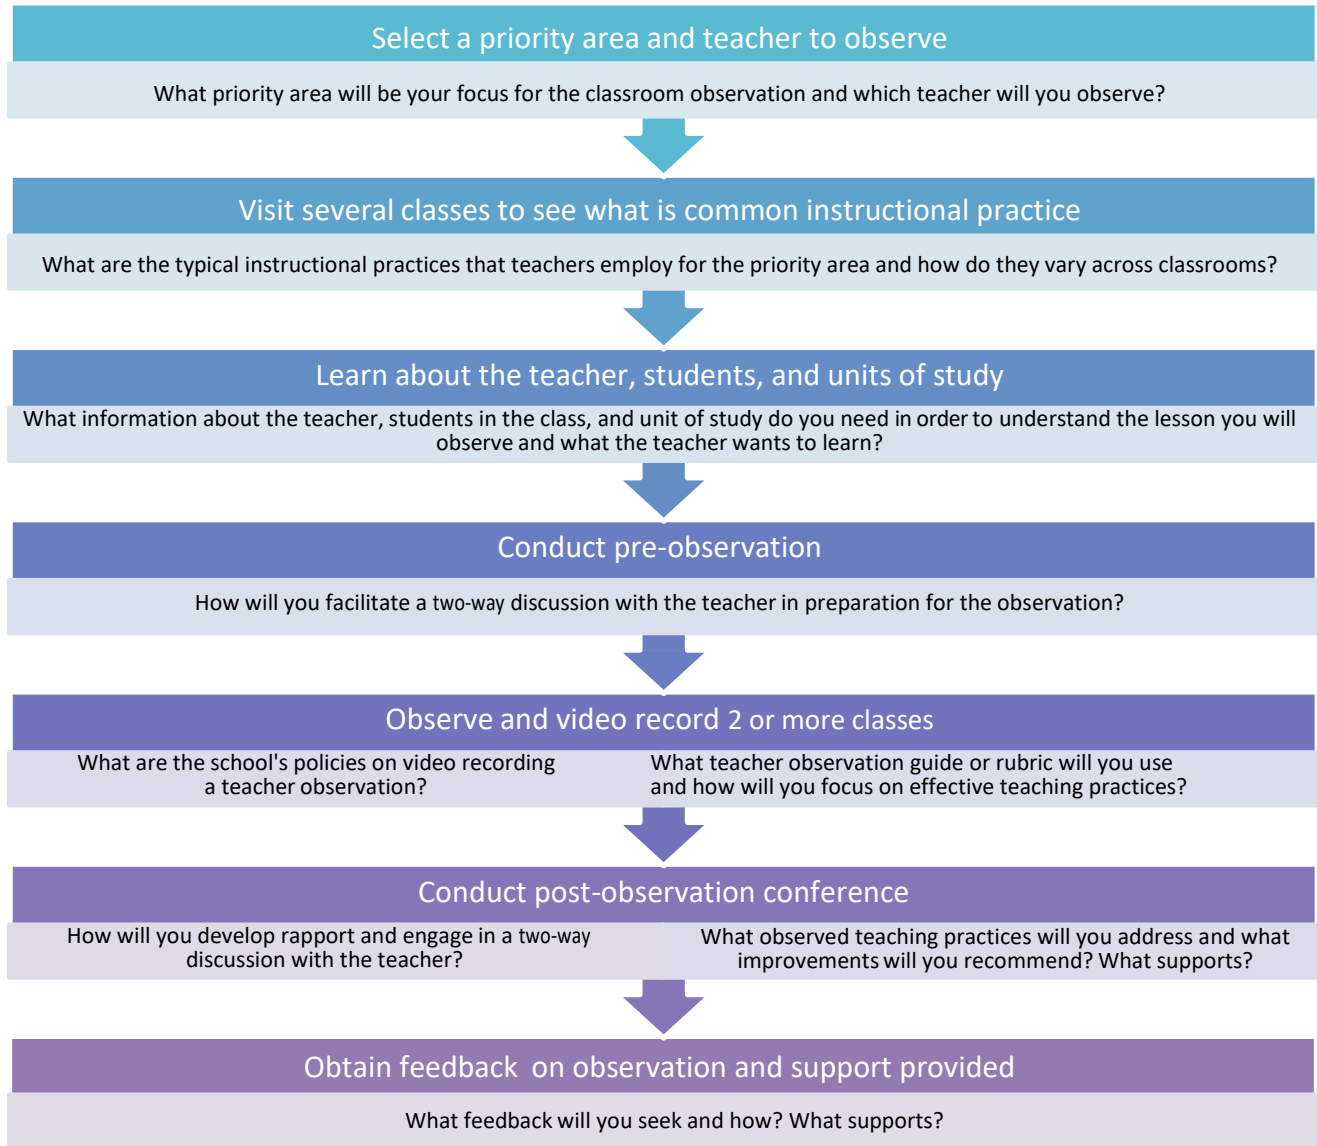 Select a priority area and teacher to observe
What priority area will be your focus for the classroom observation and which teacher will you observe?
Visit several classes to see what is common instructional practice
What are the typical instructional practices that teachers employ for the priority area and how do they vary across classrooms?
Learn about the teacher, students, and units of study
What information about the teacher, students in the class, and unit of study do you need in order to understand the lesson you will
observe and what the teacher wants to learn?
Conduct pre-observation
How will you facilitate a two-way discussion with the teacher in preparation for the observation?
Observe and video record 2 or more classes
What are the school's policies on video recording
a teacher observation?
What teacher observation guide or rubric will you use
and how will you focus on effective teaching practices?
Conduct post-observation conference
How will you develop rapport and engage in a two-way
discussion with the teacher?
What observed teaching practices will you address and what
improvements will you recommend? What supports?
Obtain feedback on observation and support provided
What feedback will you seek and how? What supports?